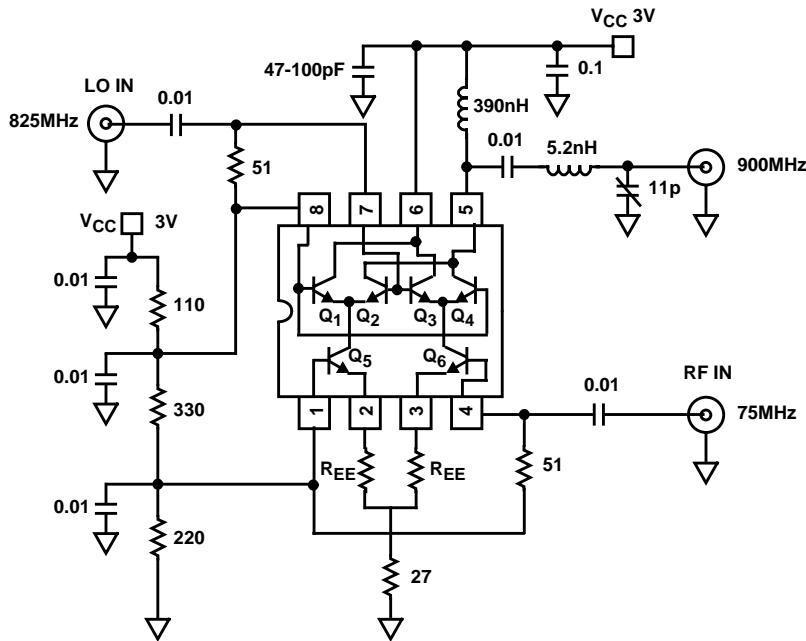 V_CC 3V
47-100pF
0.1
LO IN
0.01
390nH
825MHz
0.01
5.2nH
900MHz
51
11p
8
7
6
5
V_CC 3V
0.01
110
Q1
Q2
Q3
Q4
Q5
Q6
0.01
330
0.01
RF IN
1
2
3
4
75MHz
R_EE
R_EE
51
0.01
220
27